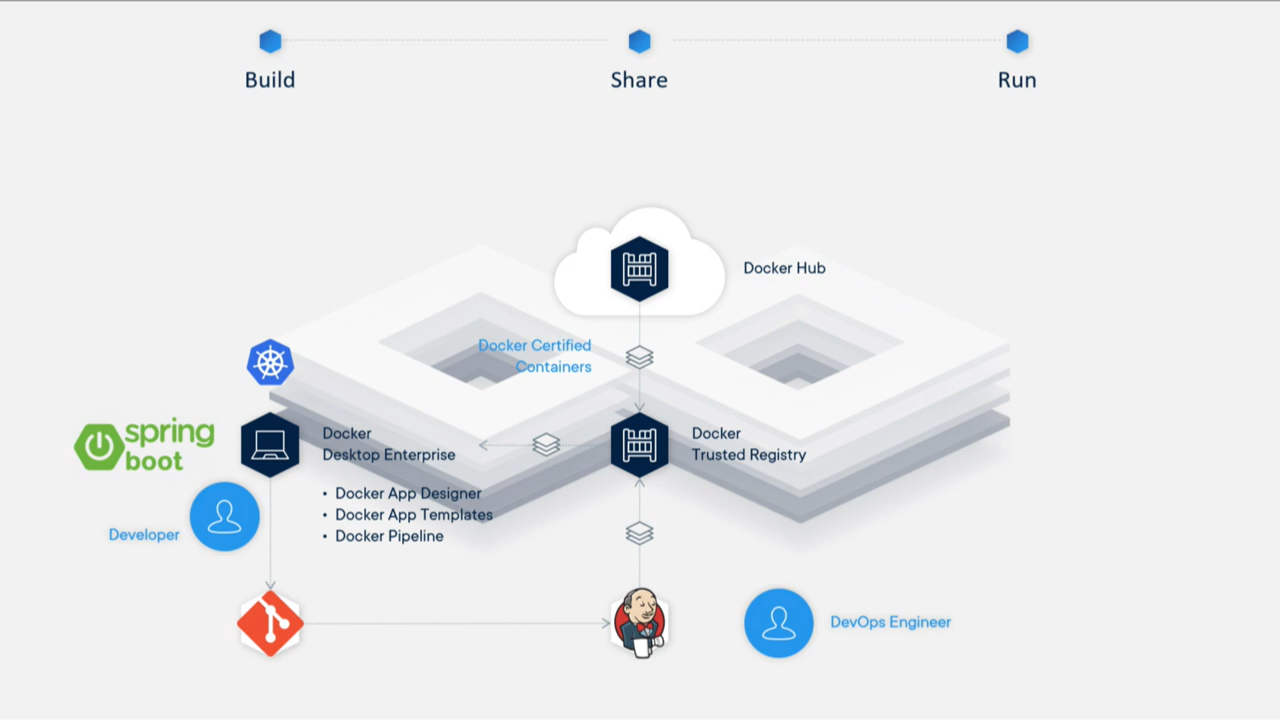 Build
Share
Run
Docker Hub
Docker Certified
Containers
spring
boot
Docker
Desktop Enterprise
• Docker App Designer
• Docker App Templates
• Docker Pipeline
Docker
Trusted Registry
Developer
DevOps Engineer